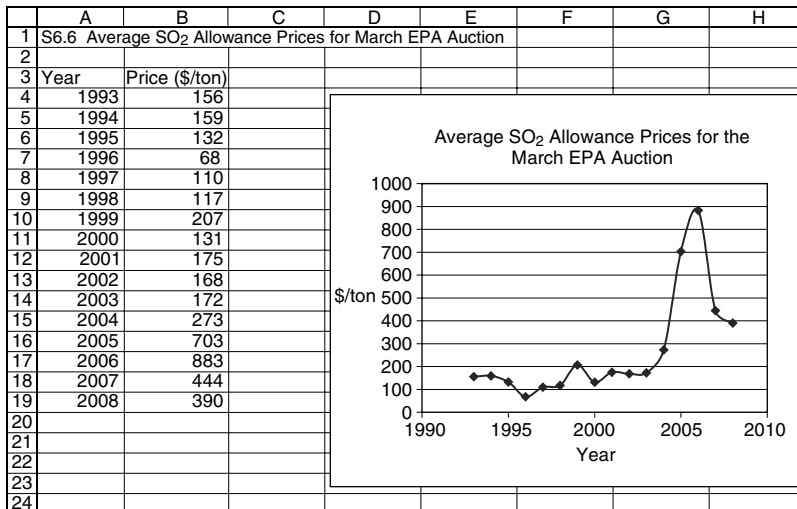 A B C D E F G H
1 S6.6 Average SO2 Allowance Prices for March EPA Auction
2
3 Year Price ($/ton)
4 1993 156
5 1994 159
6 1995 132
7 1996 68
8 1997 110
9 1998 117
10 1999 207
11 2000 131
12 2001 175
13 2002 168
14 2003 172
15 2004 273
16 2005 703
17 2006 883
18 2007 444
19 2008 390
20
21
22
23
24
Average SO2 Allowance Prices for the
March EPA Auction
1000
900
800
700
600
$/ton 500
400
300
200
100
0
1990 1995 2000 2005 2010
Year